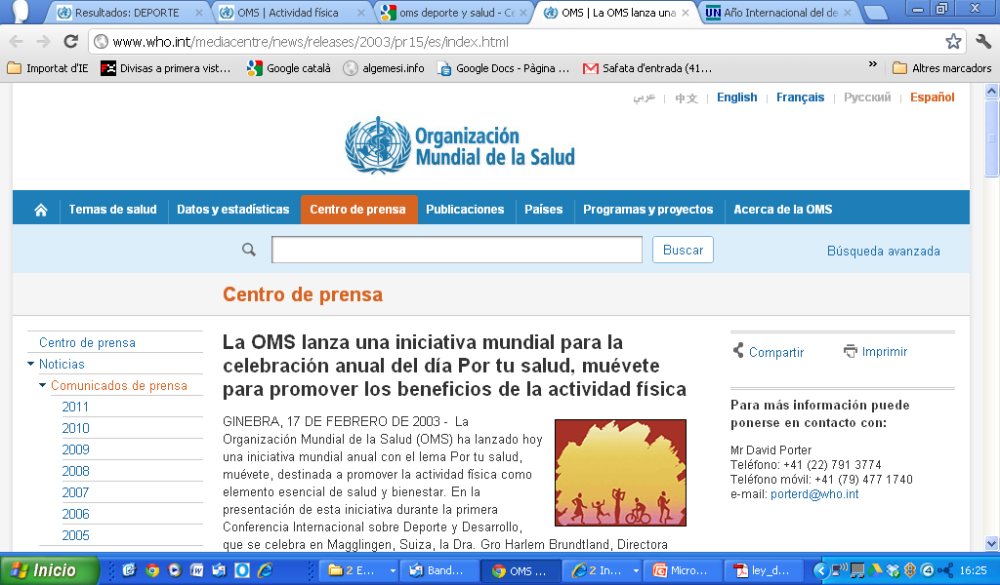 Resultados: DEPORTE
OMS | Actividad física
oms deporte y salud - Ce
OMS | La OMS lanza una
Año Internacional del de
www.who.int/mediacentre/news/releases/2003/pr15/es/index.html
Importat d'IE
Divisas a primera vist...
Google català
algemesi.info
Google Docs - Pàgina ...
Safata d'entrada (41...
»
Altres marcadors
عربي | 中文 | English | Français | Русский | Español
Organización
Mundial de la Salud
Temas de salud
Datos y estadísticas
Centro de prensa
Publicaciones
Países
Programas y proyectos
Acerca de la OMS
Buscar
Búsqueda avanzada
Centro de prensa
Centro de prensa
Noticias
Comunicados de prensa
2011
2010
2009
2008
2007
2006
2005
La OMS lanza una iniciativa mundial para la
celebración anual del día Por tu salud, muévete
para promover los beneficios de la actividad física
GINEBRA, 17 DE FEBRERO DE 2003 - La
Organización Mundial de la Salud (OMS) ha lanzado hoy
una iniciativa mundial anual con el lema Por tu salud,
muévete, destinada a promover la actividad física como
elemento esencial de salud y bienestar. En la
presentación de esta iniciativa durante la primera
Conferencia Internacional sobre Deporte y Desarrollo,
que se celebra en Magglingen, Suiza, la Dra. Gro Harlem Brundtland, Directora
Compartir
Imprimir
Para más información puede
ponerse en contacto con:
Mr David Porter
Teléfono: +41 (22) 791 3774
Teléfono móvil: +41 (79) 477 1740
e-mail: porterd@who.int
Inicio
2 E...
Band...
OMS ...
2 In...
Micro...
ley_d...
16:25